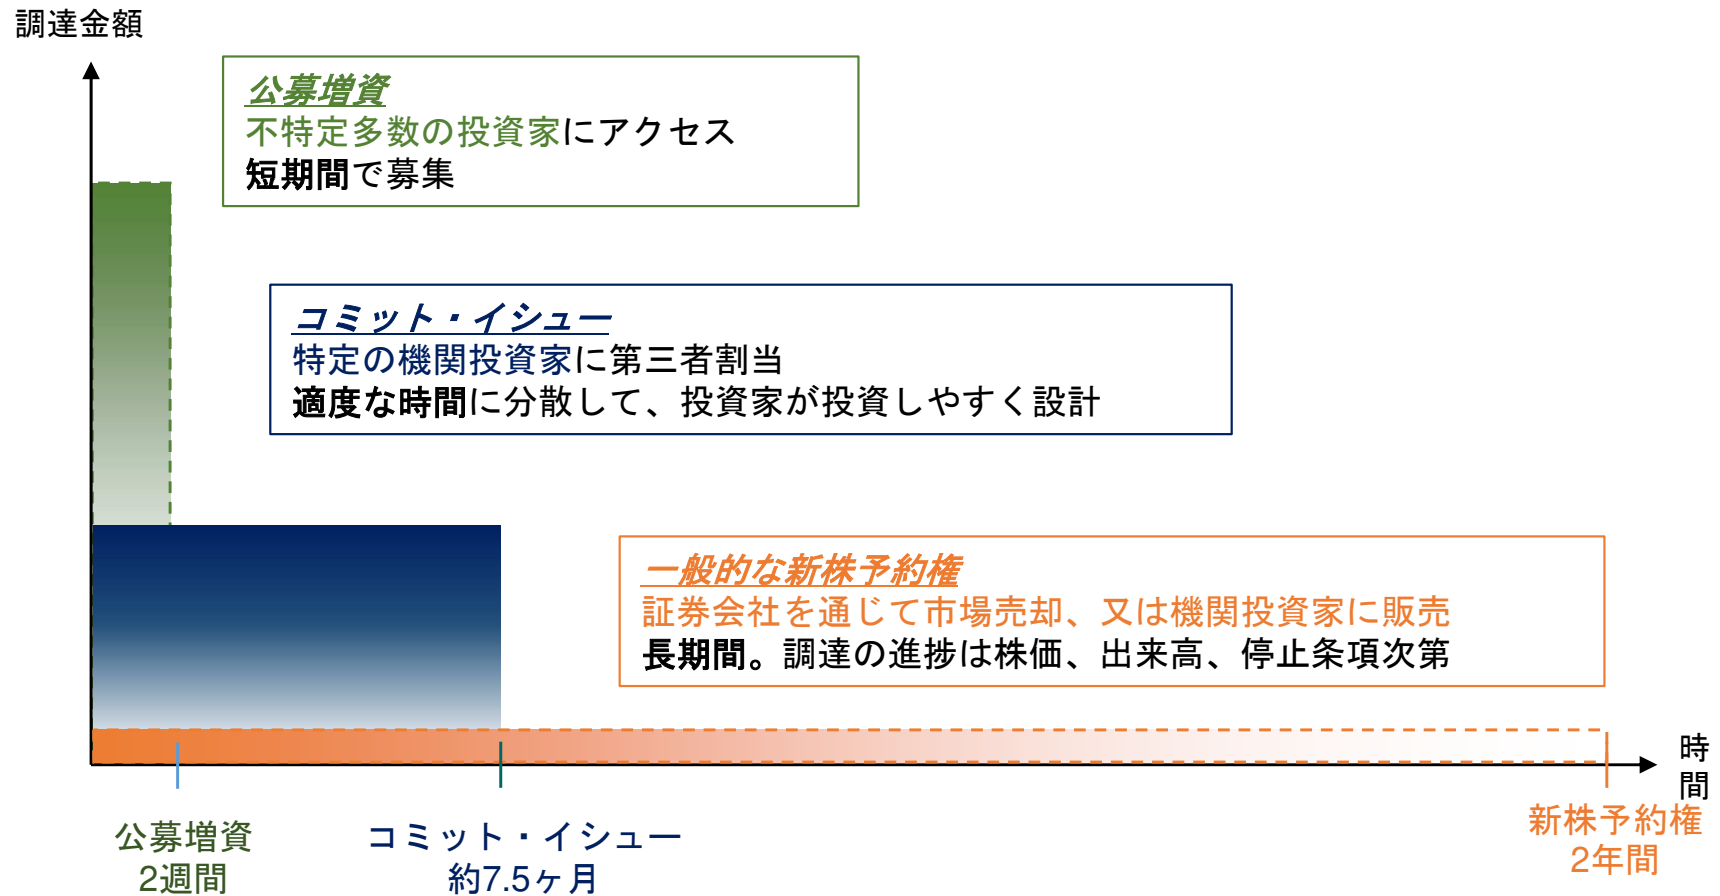 調達金額
公募増資
不特定多数の投資家にアクセス
短期間で募集
コミット・イシュー
特定の機関投資家に第三者割当
適度な時間に分散して、投資家が投資しやすく設計
一般的な新株予約権
証券会社を通じて市場売却、又は機関投資家に販売
長期間。調達の進捗は株価、出来高、停止条項次第
時
間
公募増資
2週間
コミット・イシュー
約7.5ヶ月
新株予約権
2年間